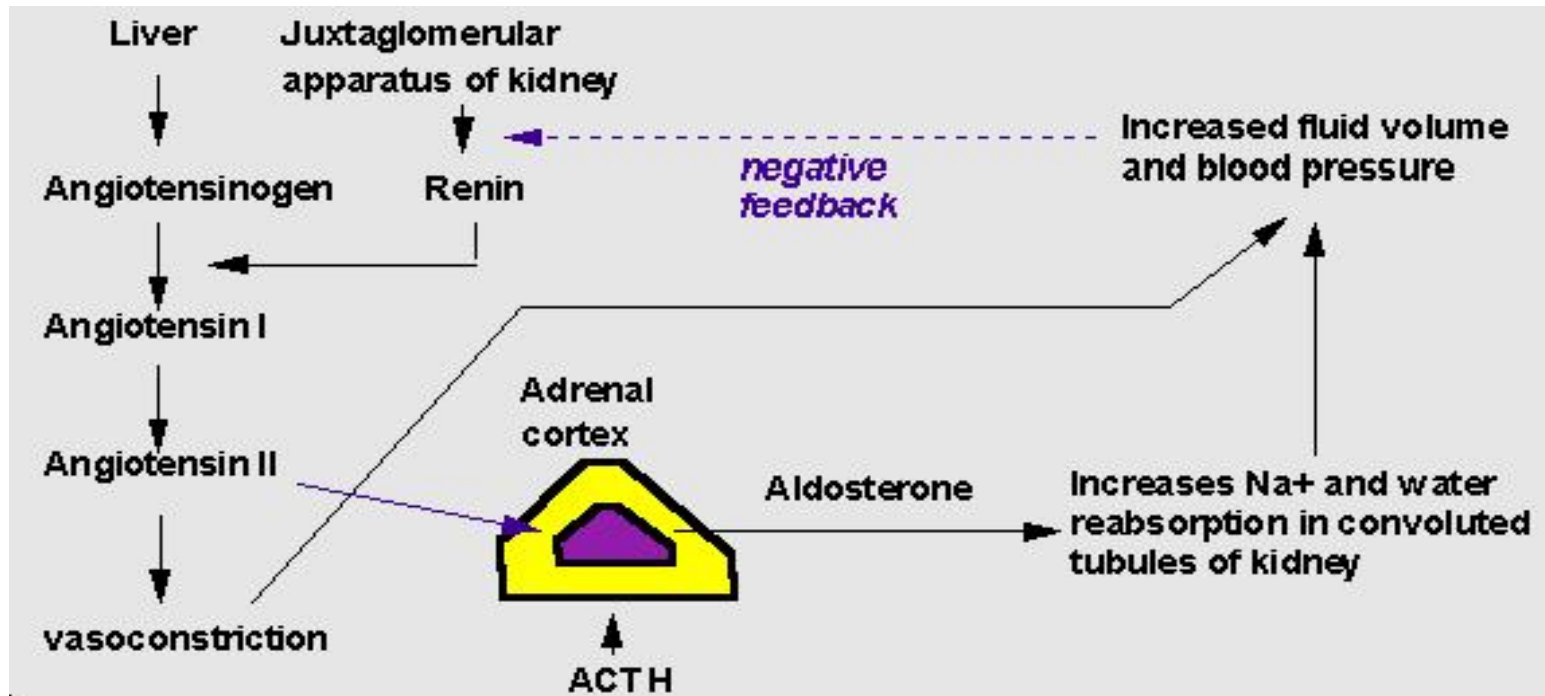 Liver
Juxtaglomerular
apparatus of kidney
Increased fluid volume
and blood pressure
negative
feedback
Angiotensinogen
Renin
Angiotensin I
Adrenal
cortex
Angiotensin II
Aldosterone
Increases Na+ and water
reabsorption in convoluted
tubules of kidney
vasoconstriction
ACTH